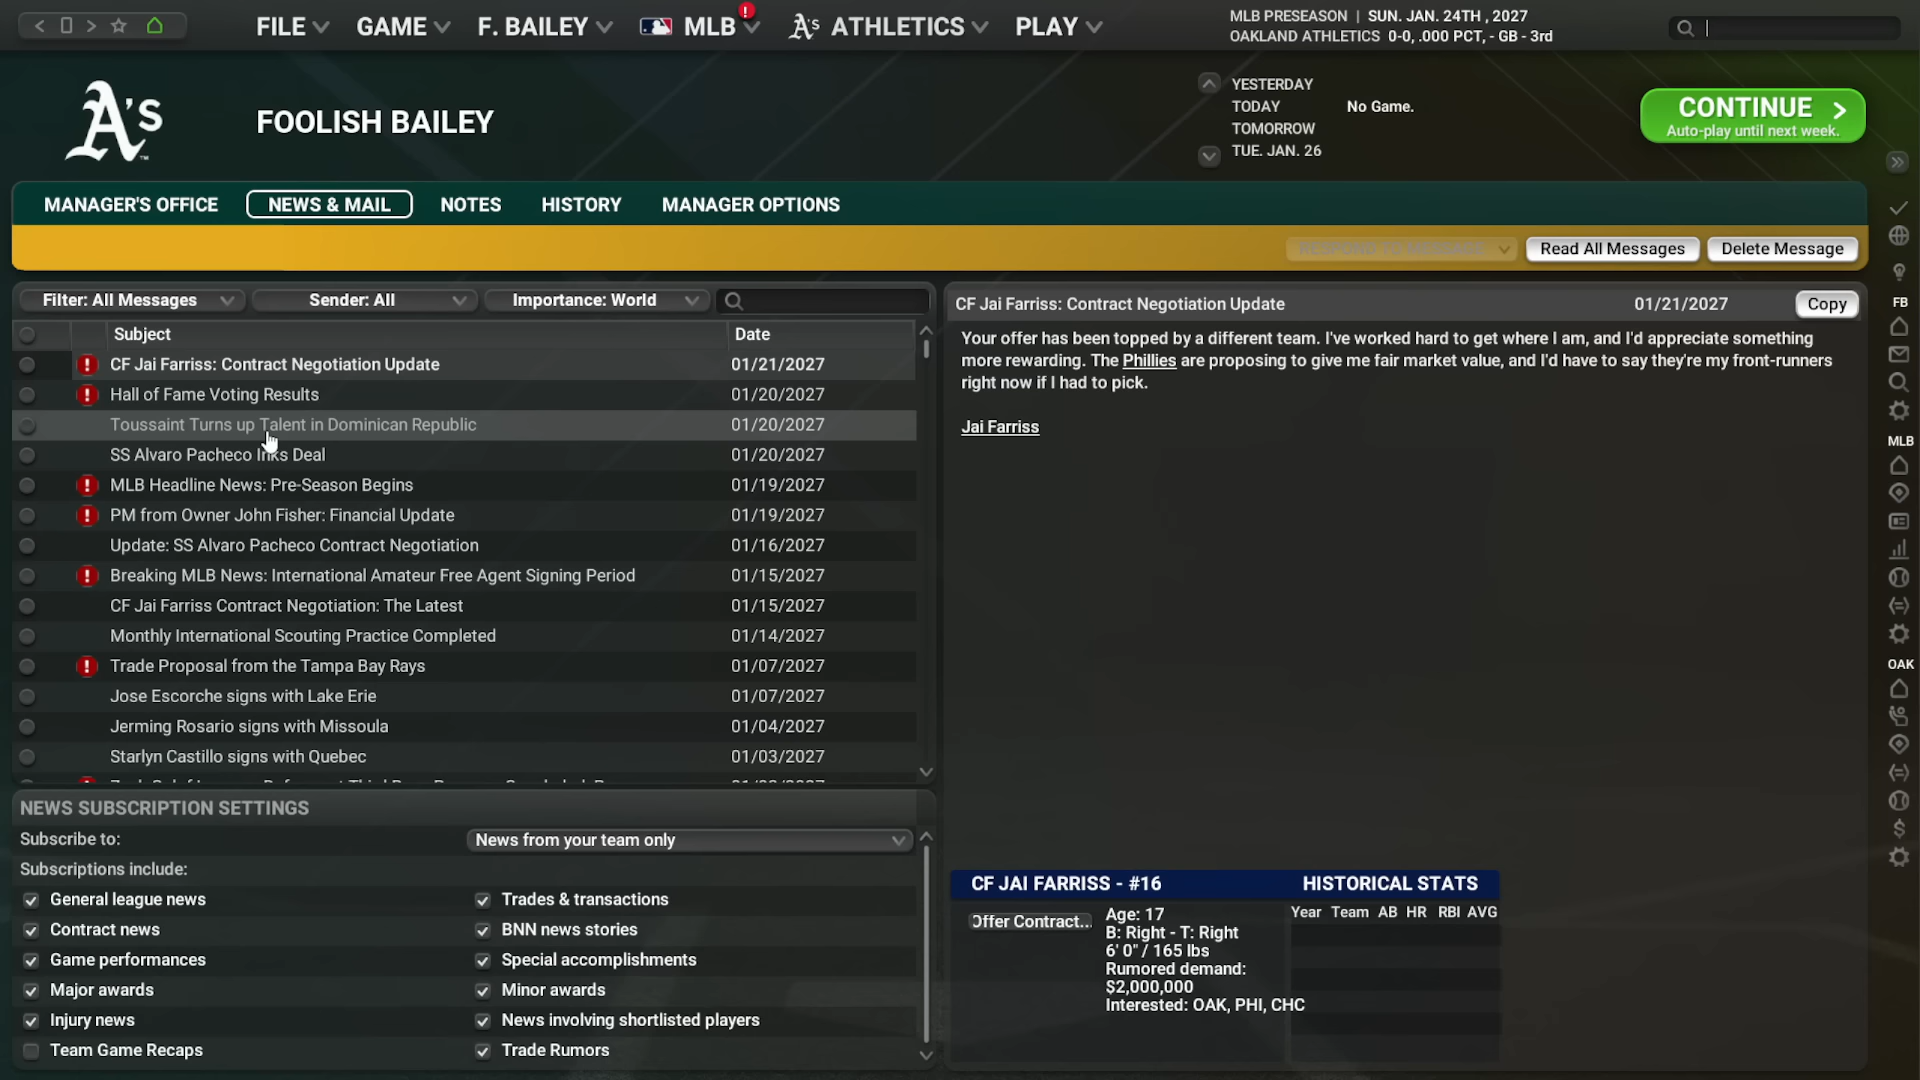 FILE
GAME
F. BAILEY
MLB
!
A's ATHLETICS
PLAY
MLB PRESEASON | SUN. JAN. 24TH , 2027
OAKLAND ATHLETICS 0-0, .000 PCT, - GB - 3rd
A's
FOOLISH BAILEY
YESTERDAY
TODAY No Game.
TOMORROW
TUE. JAN. 26
CONTINUE
Auto-play until next week.
MANAGER'S OFFICE
NEWS & MAIL
NOTES
HISTORY
MANAGER OPTIONS
RESPOND TO MESSAGE
Read All Messages
Delete Message
Filter: All Messages
Sender: All
Importance: World
Subject Date
! CF Jai Farriss: Contract Negotiation Update 01/21/2027
! Hall of Fame Voting Results 01/20/2027
Toussaint Turns up Talent in Dominican Republic 01/20/2027
SS Alvaro Pacheco Inks Deal 01/20/2027
! MLB Headline News: Pre-Season Begins 01/19/2027
! PM from Owner John Fisher: Financial Update 01/19/2027
Update: SS Alvaro Pacheco Contract Negotiation 01/16/2027
! Breaking MLB News: International Amateur Free Agent Signing Period 01/15/2027
CF Jai Farriss Contract Negotiation: The Latest 01/15/2027
Monthly International Scouting Practice Completed 01/14/2027
! Trade Proposal from the Tampa Bay Rays 01/07/2027
Jose Escorche signs with Lake Erie 01/07/2027
Jerming Rosario signs with Missoula 01/04/2027
Starlyn Castillo signs with Quebec 01/03/2027
CF Jai Farriss: Contract Negotiation Update 01/21/2027
Copy
Your offer has been topped by a different team. I've worked hard to get where I am, and I'd appreciate something
more rewarding. The Phillies are proposing to give me fair market value, and I'd have to say they're my front-runners
right now if I had to pick.
Jai Farriss
NEWS SUBSCRIPTION SETTINGS
Subscribe to: News from your team only
Subscriptions include:
General league news Trades & transactions
Contract news BNN news stories
Game performances Special accomplishments
Major awards Minor awards
Injury news News involving shortlisted players
Team Game Recaps Trade Rumors
CF JAI FARRISS - #16 HISTORICAL STATS
Offer Contract...
Age: 17
B: Right - T: Right
6' 0" / 165 lbs
Rumored demand:
$2,000,000
Interested: OAK, PHI, CHC
Year Team AB HR RBI AVG
FB
MLB
OAK
$